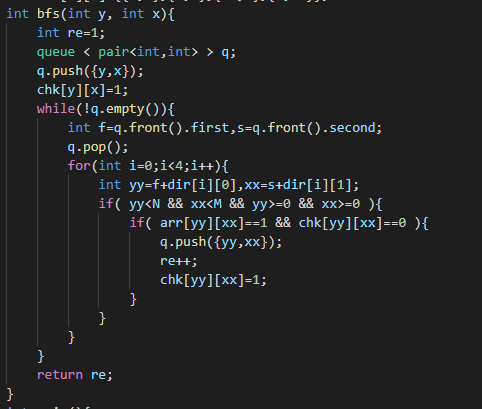 int bfs(int y, int x){
    int re=1;
    queue < pair<int,int> > q;
    q.push({y,x});
    chk[y][x]=1;
    while(!q.empty()){
        int f=q.front().first,s=q.front().second;
        q.pop();
        for(int i=0;i<4;i++){
            int yy=f+dir[i][0],xx=s+dir[i][1];
            if( yy<N && xx<M && yy>=0 && xx>=0 ){
                if( arr[yy][xx]==1 && chk[yy][xx]==0 ){
                    q.push({yy,xx});
                    re++;
                    chk[yy][xx]=1;
                }
            }
        }
    }
    return re;
}